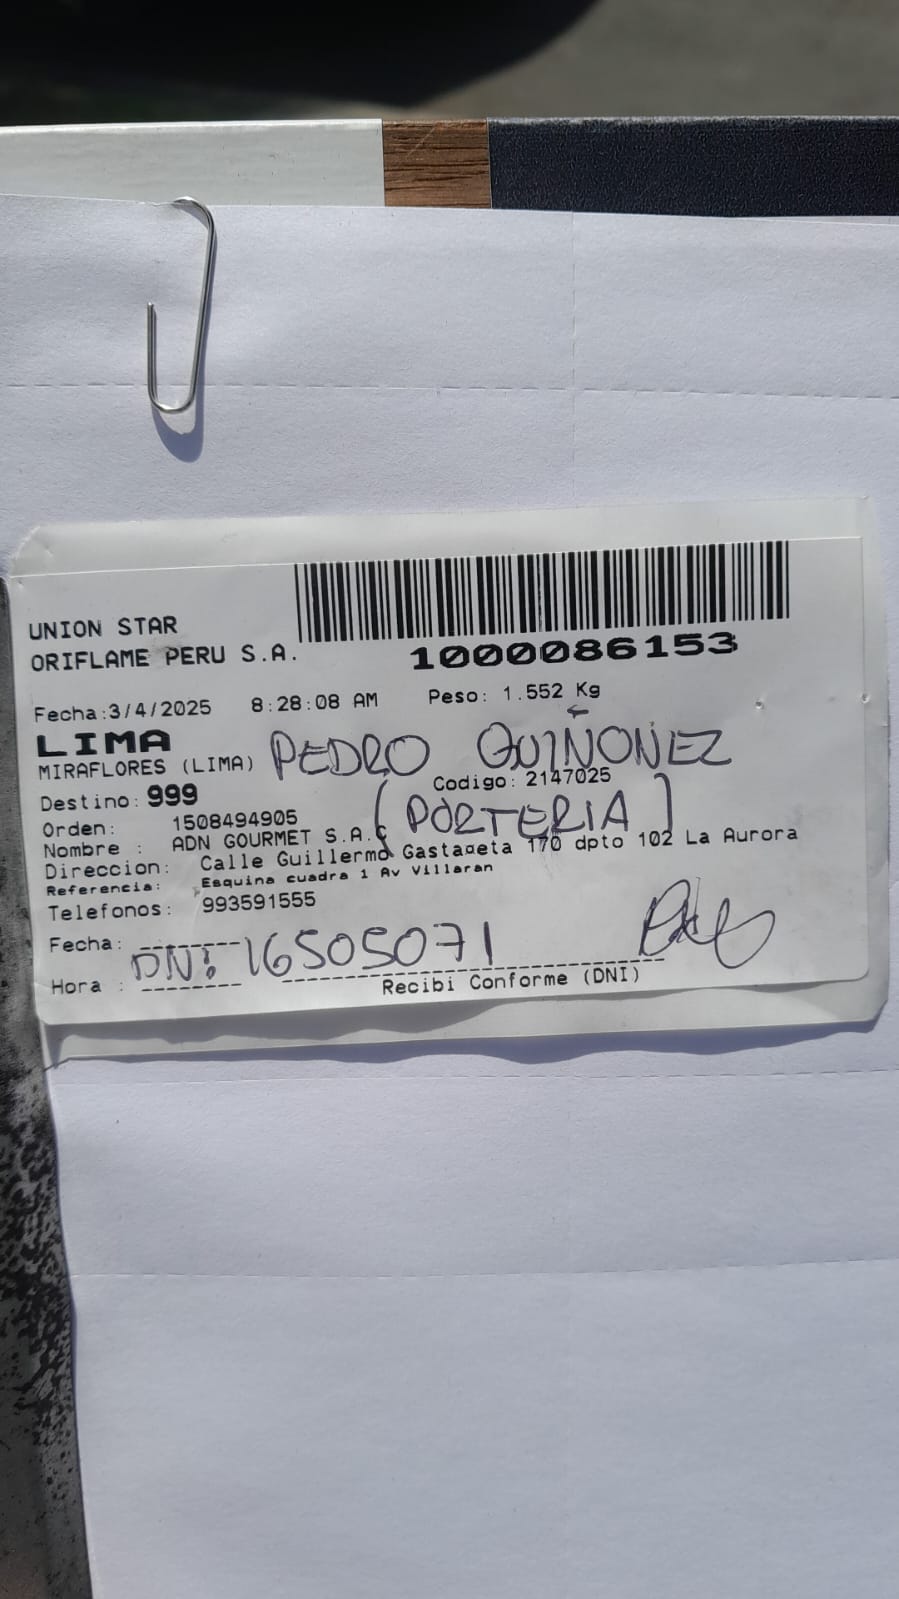 UNION STAR
ORIFLAME PERU S.A.
1000086153
Fecha:3/4/2025 8:28:08 AM Peso: 1.552 Kg
LIMA
MIRAFLORES (LIMA) PEDRO QUIÑONEZ
Codigo: 2147025
Destino: 999
(PORTERIA)
Orden: 1508494905
Nombre : ADN GOURMET S.A.C
Direccion: Calle Guillermo Gastañeta 170 dpto 102 La Aurora
Referencia: Esquina cuadra 1 Av Villaran
Telefonos: 993591555
Fecha:
DNI: 16505071
Hora :
Recibi Conforme (DNI)